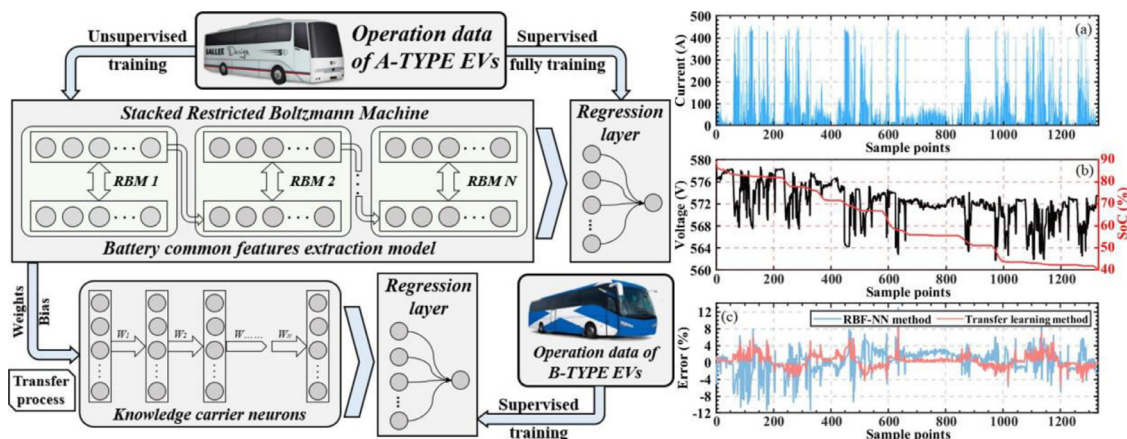 Unsupervised
training
Operation data
of A-TYPE EVs
Supervised
fully training
SALLEE
Design
Stacked Restricted Boltzmann Machine
RBM 1
RBM 2
RBM N
Battery common features extraction model
Regression
layer
Weights
Bias
Transfer
process
W1
W2
W……
WN
Knowledge carrier neurons
Regression
layer
Operation data of
B-TYPE EVs
Supervised
training
(a)
Current (A)
500
400
300
200
100
0
0 200 400 600 800 1000 1200
Sample points
(b)
Voltage (V)
580
576
572
568
564
560
SoC (%)
90
80
70
60
50
40
0 200 400 600 800 1000 1200
Sample points
(c)
RBF-NN method
Transfer learning method
Error (%)
12
8
4
0
-4
-8
-12
0 200 400 600 800 1000 1200
Sample points